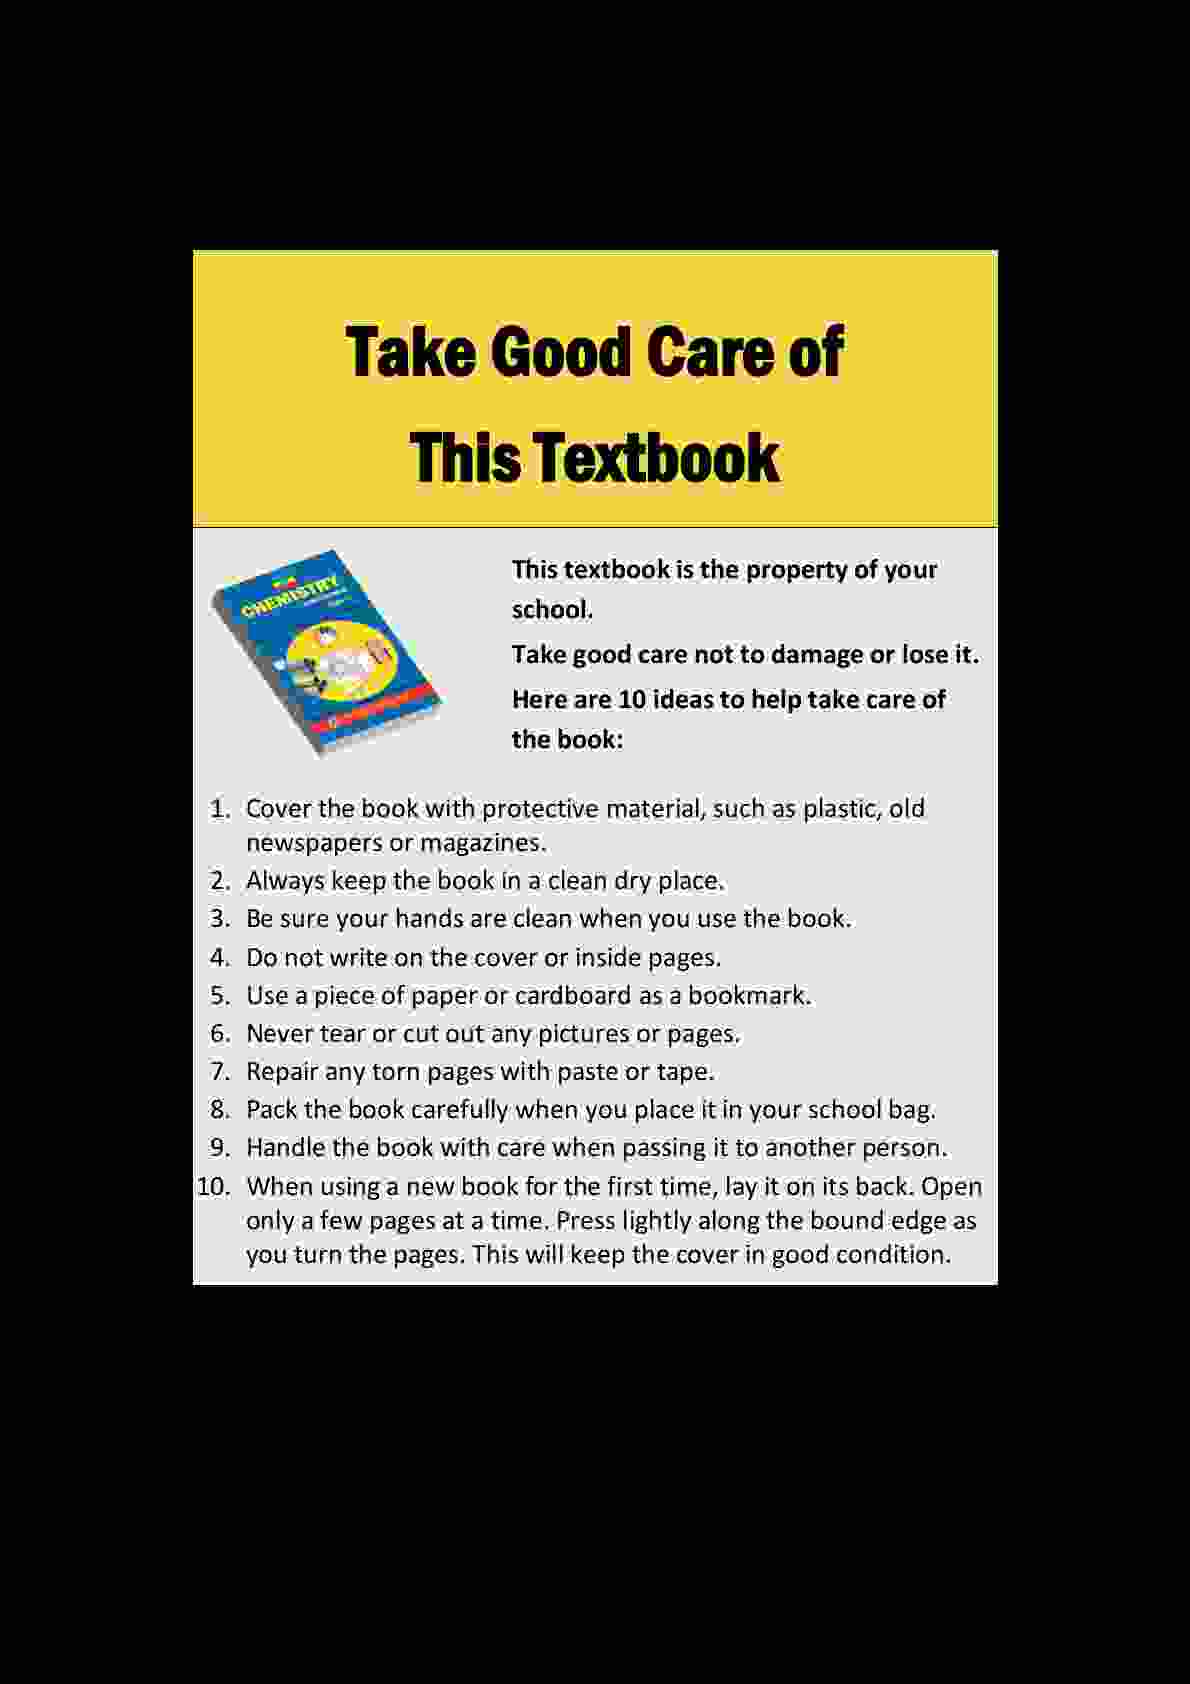 Take Good Care of
This Textbook
CHEMISTRY
This textbook is the property of your
school.
Take good care not to damage or lose it.
Here are 10 ideas to help take care of
the book:
1. Cover the book with protective material, such as plastic, old
newspapers or magazines.
2. Always keep the book in a clean dry place.
3. Be sure your hands are clean when you use the book.
4. Do not write on the cover or inside pages.
5. Use a piece of paper or cardboard as a bookmark.
6. Never tear or cut out any pictures or pages.
7. Repair any torn pages with paste or tape.
8. Pack the book carefully when you place it in your school bag.
9. Handle the book with care when passing it to another person.
10. When using a new book for the first time, lay it on its back. Open
only a few pages at a time. Press lightly along the bound edge as
you turn the pages. This will keep the cover in good condition.